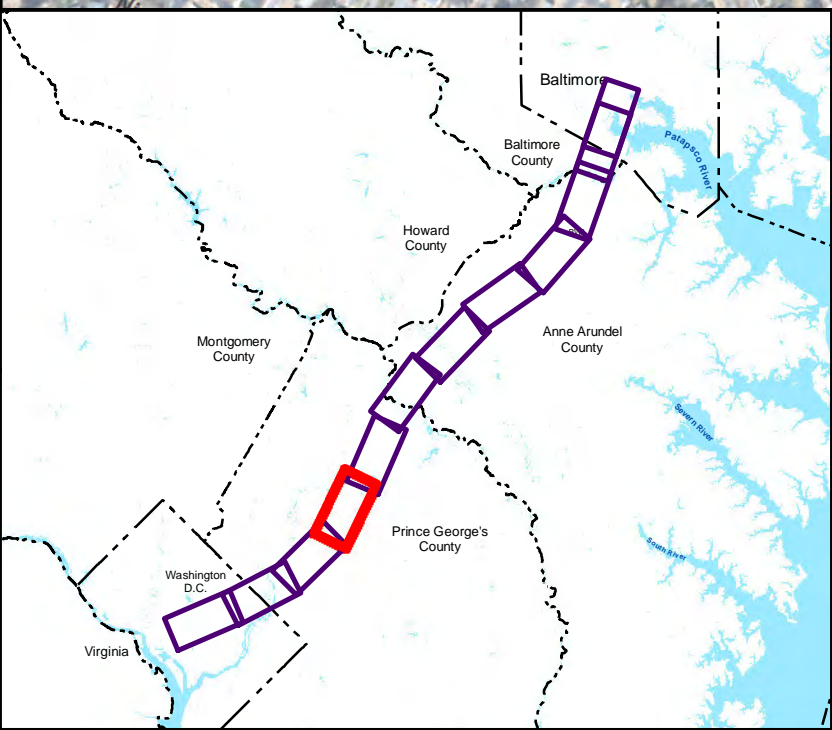 Baltimore
Patapsco River
Baltimore
County
Howard
County
Montgomery
County
Anne Arundel
County
Severn River
Prince George's
County
South River
Washington
D.C.
Virginia